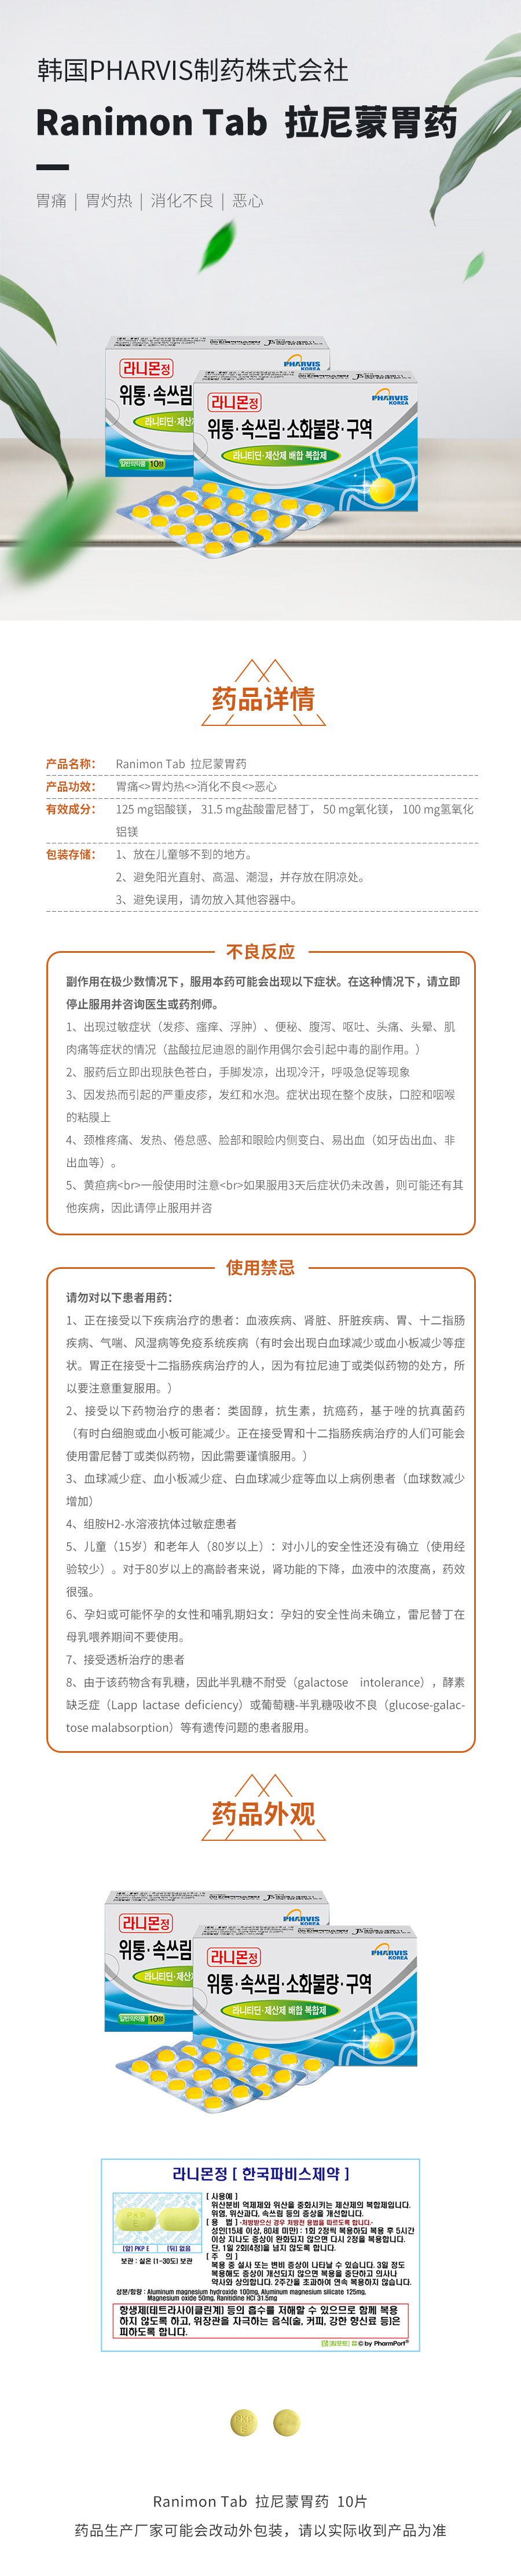 韩国PHARVIS制药株式会社
Ranimon Tab 拉尼蒙胃药
胃痛 | 胃灼热 | 消化不良 | 恶心
라니몬정
PHARVIS
KOREA
위통·속쓰림
라니티딘·제산제
일반의약품 10정
라니몬정
PHARVIS
KOREA
위통·속쓰림·소화불량·구역
라니티딘·제산제 배합 복합제
药品详情
产品名称： Ranimon Tab 拉尼蒙胃药
产品功效： 胃痛<>胃灼热<>消化不良<>恶心
有效成分： 125 mg铝酸镁， 31.5 mg盐酸雷尼替丁， 50 mg氧化镁， 100 mg氢氧化
铝镁
包装存储： 1、放在儿童够不到的地方。
2、避免阳光直射、高温、潮湿，并存放在阴凉处。
3、避免误用，请勿放入其他容器中。
不良反应
副作用在极少数情况下，服用本药可能会出现以下症状。在这种情况下，请立即
停止服用并咨询医生或药剂师。
1、出现过敏症状（发疹、瘙痒、浮肿）、便秘、腹泻、呕吐、头痛、头晕、肌
肉痛等症状的情况（盐酸拉尼迪恩的副作用偶尔会引起中毒的副作用。）
2、服药后立即出现肤色苍白，手脚发凉，出现冷汗，呼吸急促等现象
3、因发热而引起的严重皮疹，发红和水泡。症状出现在整个皮肤，口腔和咽喉
的粘膜上
4、颈椎疼痛、发热、倦怠感、脸部和眼睑内侧变白、易出血（如牙齿出血、非
出血等）。
5、黄疸病<br>一般使用时注意<br>如果服用3天后症状仍未改善，则可能还有其
他疾病，因此请停止服用并咨
使用禁忌
请勿对以下患者用药：
1、正在接受以下疾病治疗的患者：血液疾病、肾脏、肝脏疾病、胃、十二指肠
疾病、气喘、风湿病等免疫系统疾病（有时会出现白血球减少或血小板减少等症
状。胃正在接受十二指肠疾病治疗的人，因为有拉尼迪丁或类似药物的处方，所
以要注意重复服用。）
2、接受以下药物治疗的患者：类固醇，抗生素，抗癌药，基于唑的抗真菌药
（有时白细胞或血小板可能减少。正在接受胃和十二指肠疾病治疗的人们可能会
使用雷尼替丁或类似药物，因此需要谨慎服用。）
3、血球减少症、血小板减少症、白血球减少症等血以上病例患者（血球数减少
增加）
4、组胺H2-水溶液抗体过敏症患者
5、儿童（15岁）和老年人（80岁以上）：对小儿的安全性还没有确立（使用经
验较少）。对于80岁以上的高龄者来说，肾功能的下降，血液中的浓度高，药效
很强。
6、孕妇或可能怀孕的女性和哺乳期妇女：孕妇的安全性尚未确立，雷尼替丁在
母乳喂养期间不要使用。
7、接受透析治疗的患者
8、由于该药物含有乳糖，因此半乳糖不耐受（galactose intolerance），酵素
缺乏症（Lapp lactase deficiency）或葡萄糖-半乳糖吸收不良（glucose-galac-
tose malabsorption）等有遗传问题的患者服用。
药品外观
라니몬정
PHARVIS
KOREA
위통·속쓰림
라니티딘·제산제
일반의약품 10정
라니몬정
PHARVIS
KOREA
위통·속쓰림·소화불량·구역
라니티딘·제산제 배합 복합제
라니몬정 [ 한국파비스제약 ]
PKP
E
[앞] PKP E [뒤] 없음
보관 : 실온 (1~30도) 보관
[ 사용예 ]
위산분비 억제제와 위산을 중화시키는 제산제의 복합제입니다.
위염, 위산과다, 속쓰림 등의 증상을 개선합니다.
[ 용 법 ] -처방받으신 경우 처방전 용법을 따르도록 합니다.-
성인(15세 이상, 80세 미만) : 1회 2정씩 복용하되 복용 후 5시간
이상 지나도 증상이 완화되지 않으면 다시 2정을 복용합니다.
단, 1일 2회(4정)을 넘지 않도록 합니다.
[ 주 의 ]
복용 중 설사 또는 변비 증상이 나타날 수 있습니다. 3일 정도
복용해도 증상이 개선되지 않으면 복용을 중단하고 의사나
약사와 상의합니다. 2주간을 초과하여 연속 복용하지 않습니다.
성분/함량 : Aluminum magnesium hydroxide 100mg, Aluminum magnesium silicate 125mg,
Magnesium oxide 50mg, Ranitidine HCl 31.5mg
항생제(테트라사이클린계) 등의 흡수를 저해할 수 있으므로 함께 복용
하지 않도록 하고, 위장관을 자극하는 음식(술, 커피, 강한 향신료 등)은
피하도록 합니다.
© by PharmPort®
PKP
E
Ranimon Tab 拉尼蒙胃药 10片
药品生产厂家可能会改动外包装，请以实际收到产品为准